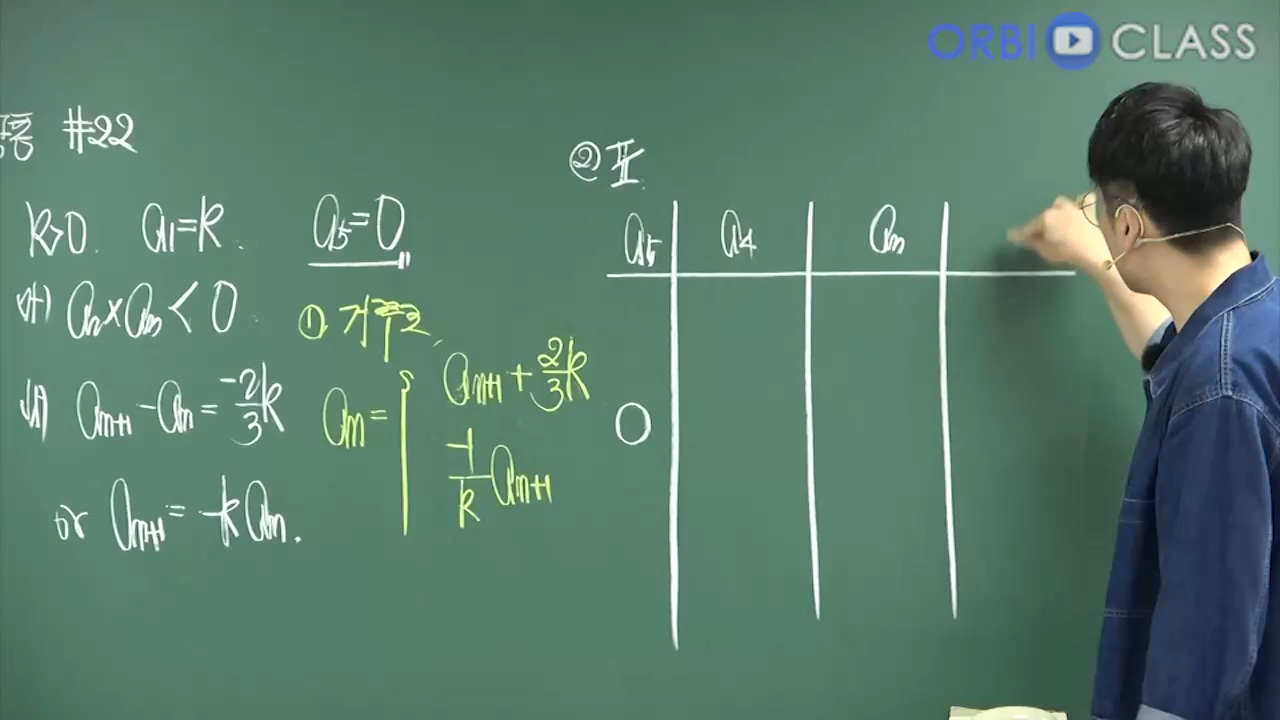 ORBI CLASS
#22
k>0. a₁=k. a₅=0
가) a₂×a₃<0
나) aₙ₊₁-aₙ=-2/3k
or aₙ₊₁=-kaₙ.
① 거꾸로
aₙ= { aₙ₊₁+2/3k
-1/k aₙ₊₁
② 표
a₅ a₄ a₃
0